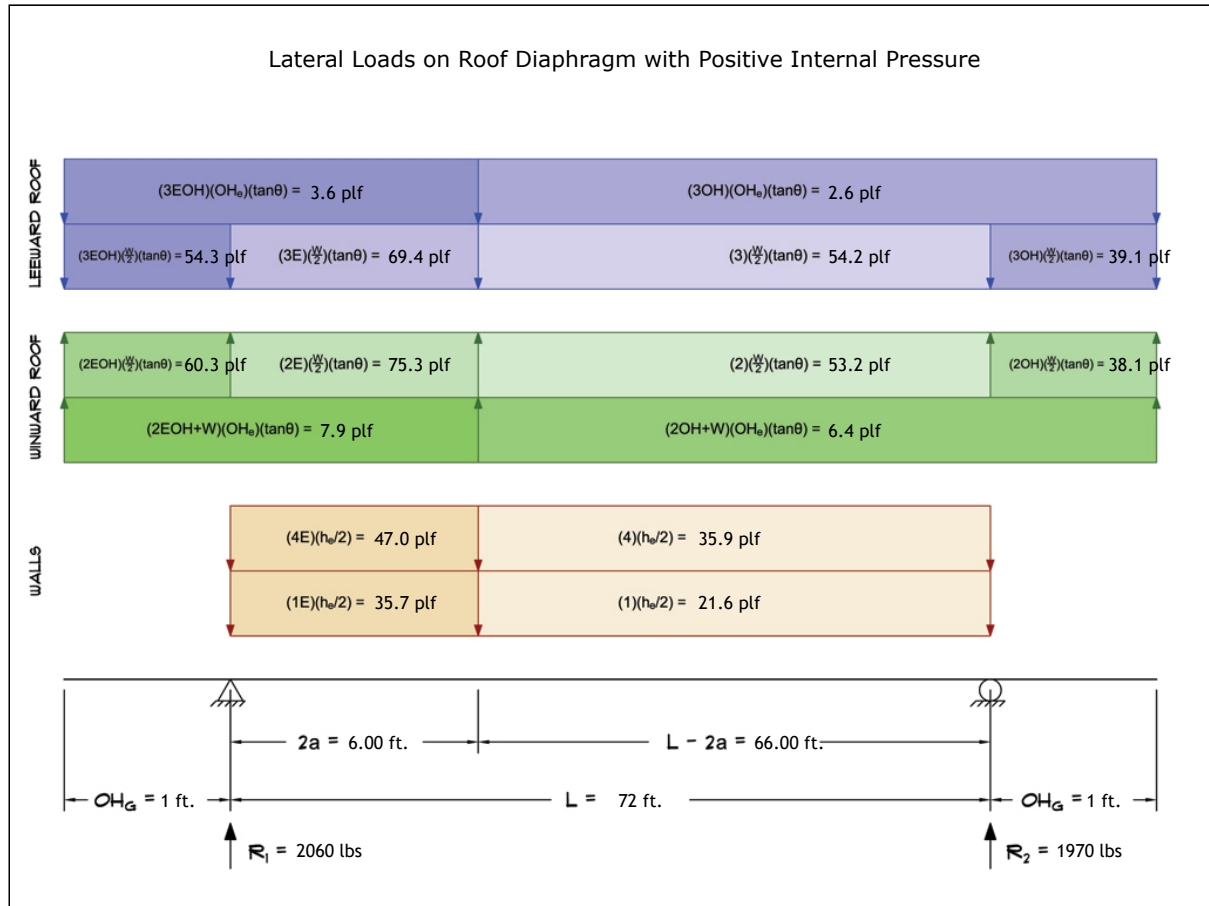 Lateral Loads on Roof Diaphragm with Positive Internal Pressure
LEEWARD ROOF
(3EOH)(OHₑ)(tanθ) = 3.6 plf
(3OH)(OHₑ)(tanθ) = 2.6 plf
(3EOH)(W/2)(tanθ) = 54.3 plf
(3E)(W/2)(tanθ) = 69.4 plf
(3)(W/2)(tanθ) = 54.2 plf
(3OH)(W/2)(tanθ) = 39.1 plf
WINWARD ROOF
(2EOH)(W/2)(tanθ) = 60.3 plf
(2E)(W/2)(tanθ) = 75.3 plf
(2)(W/2)(tanθ) = 53.2 plf
(2OH)(W/2)(tanθ) = 38.1 plf
(2EOH+W)(OHₑ)(tanθ) = 7.9 plf
(2OH+W)(OHₑ)(tanθ) = 6.4 plf
WALLS
(4E)(hₑ/2) = 47.0 plf
(4)(hₑ/2) = 35.9 plf
(1E)(hₑ/2) = 35.7 plf
(1)(hₑ/2) = 21.6 plf
2a = 6.00 ft.
L - 2a = 66.00 ft.
OH_G = 1 ft.
L = 72 ft.
OH_G = 1 ft.
R₁ = 2060 lbs
R₂ = 1970 lbs